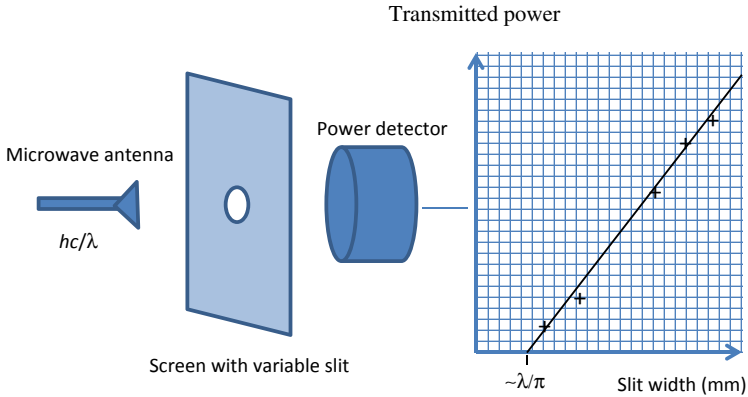 Transmitted power
Power detector
Microwave antenna
hc/λ
Screen with variable slit
~λ/π
Slit width (mm)